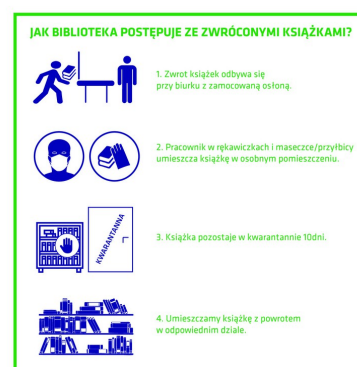 JAK BIBLIOTEKA POSTĘPUJE ZE ZWRÓCONYMI KSIĄŻKAMI?
1. Zwrot książek odbywa się
przy biurku z zamocowaną osłoną.
2. Pracownik w rękawiczkach i maseczce/przyłbicy
umieszcza książkę w osobnym pomieszczeniu.
KWARANTANNA
3. Książka pozostaje w kwarantannie 10dni.
4. Umieszczamy książkę z powrotem
w odpowiednim dziale.